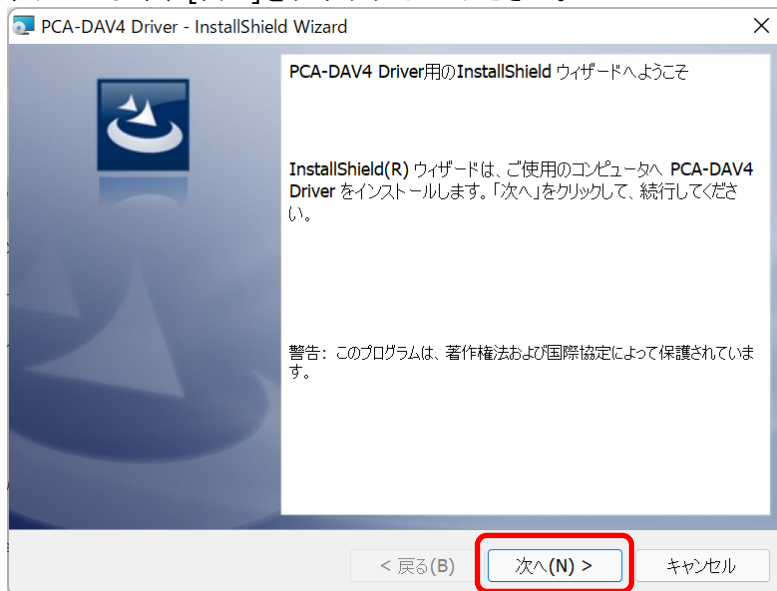 PCA-DAV4 Driver - InstallShield Wizard
PCA-DAV4 Driver用のInstallShield ウィザードへようこそ
InstallShield(R) ウィザードは、ご使用のコンピュータへ PCA-DAV4
Driver をインストールします。「次へ」をクリックして、続行してくださ
い。
警告: このプログラムは、著作権法および国際協定によって保護されていま
す。
< 戻る(B)
次へ(N) >
キャンセル